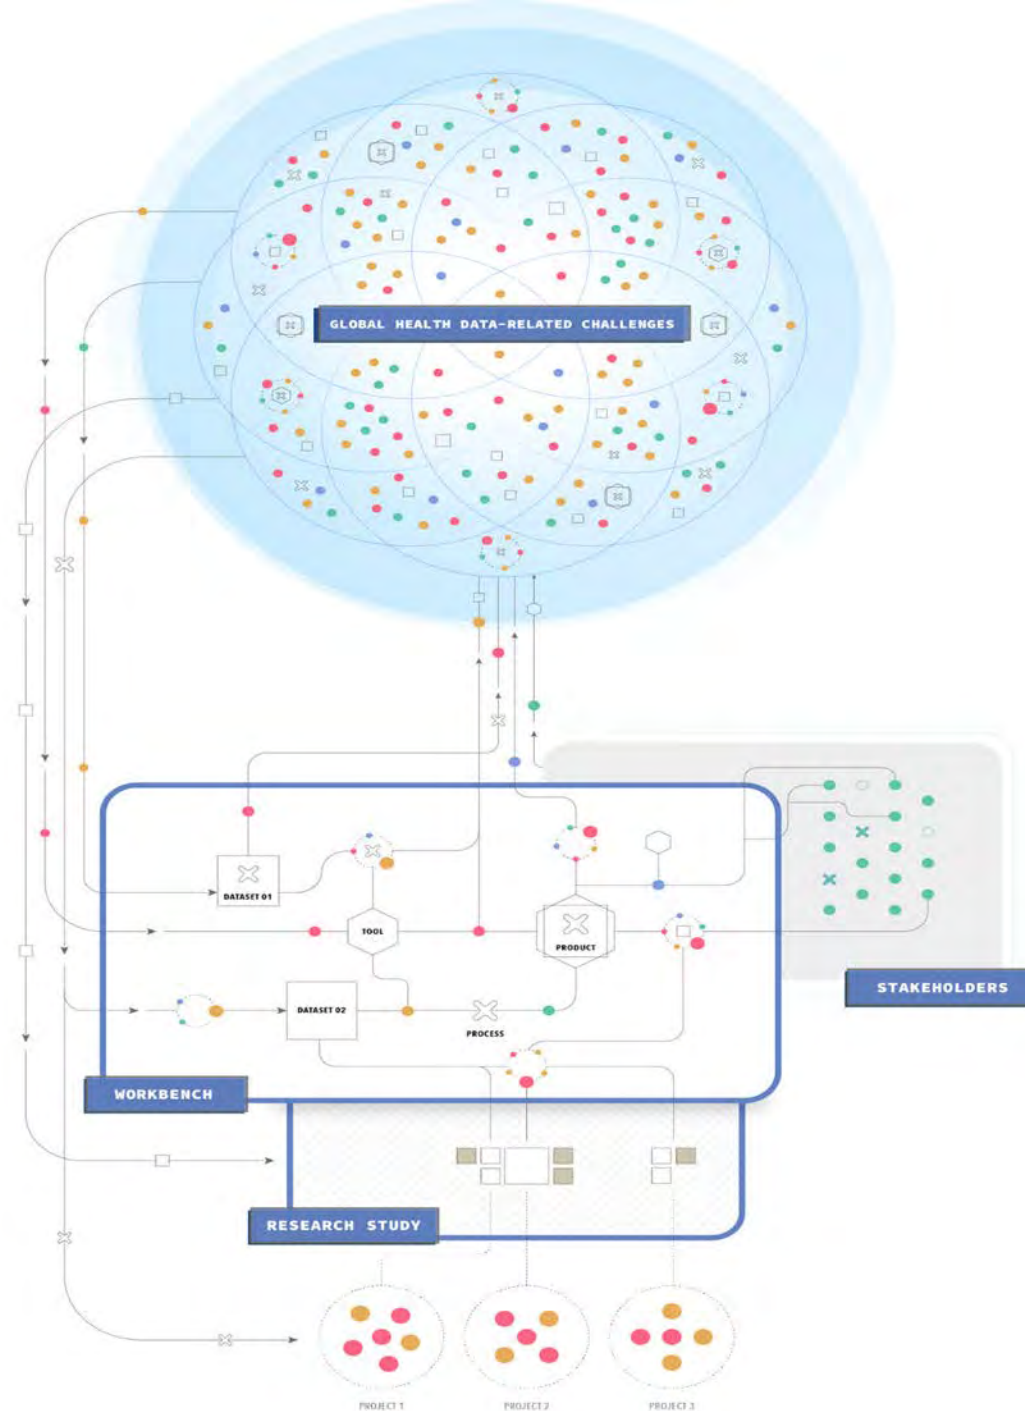 GLOBAL HEALTH DATA-RELATED CHALLENGES
DATASET 01
TOOL
PRODUCT
STAKEHOLDERS
DATASET 02
PROCESS
WORKBENCH
RESEARCH STUDY
PROJECT 1
PROJECT 2
PROJECT 3